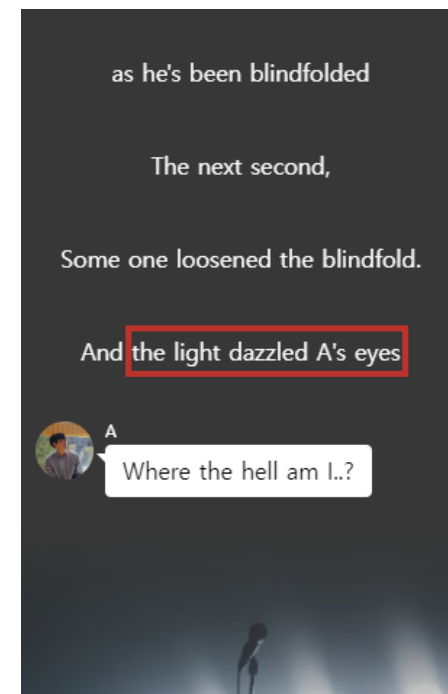 as he's been blindfolded
The next second,
Some one loosened the blindfold.
And the light dazzled A's eyes
A
Where the hell am I..?